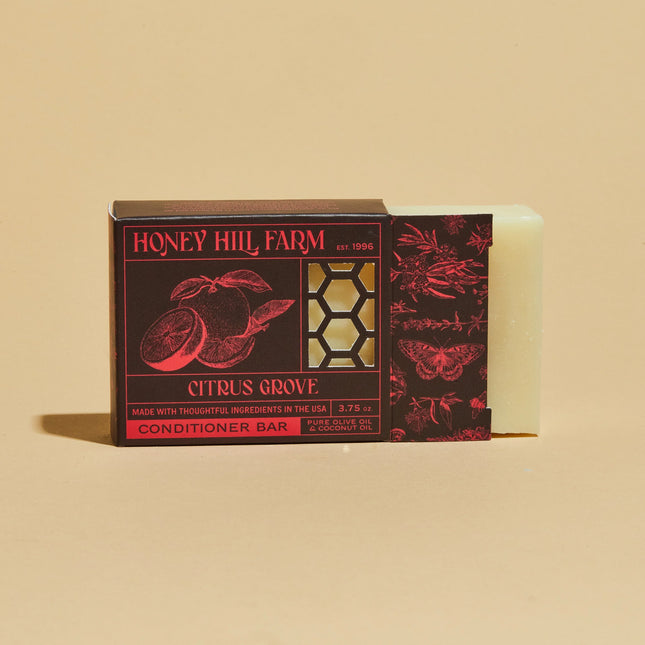 HONEY HILL FARM
EST. 1996
CITRUS GROVE
MADE WITH THOUGHTFUL INGREDIENTS IN THE USA
3.75 oz.
CONDITIONER BAR
PURE OLIVE OIL
& COCONUT OIL